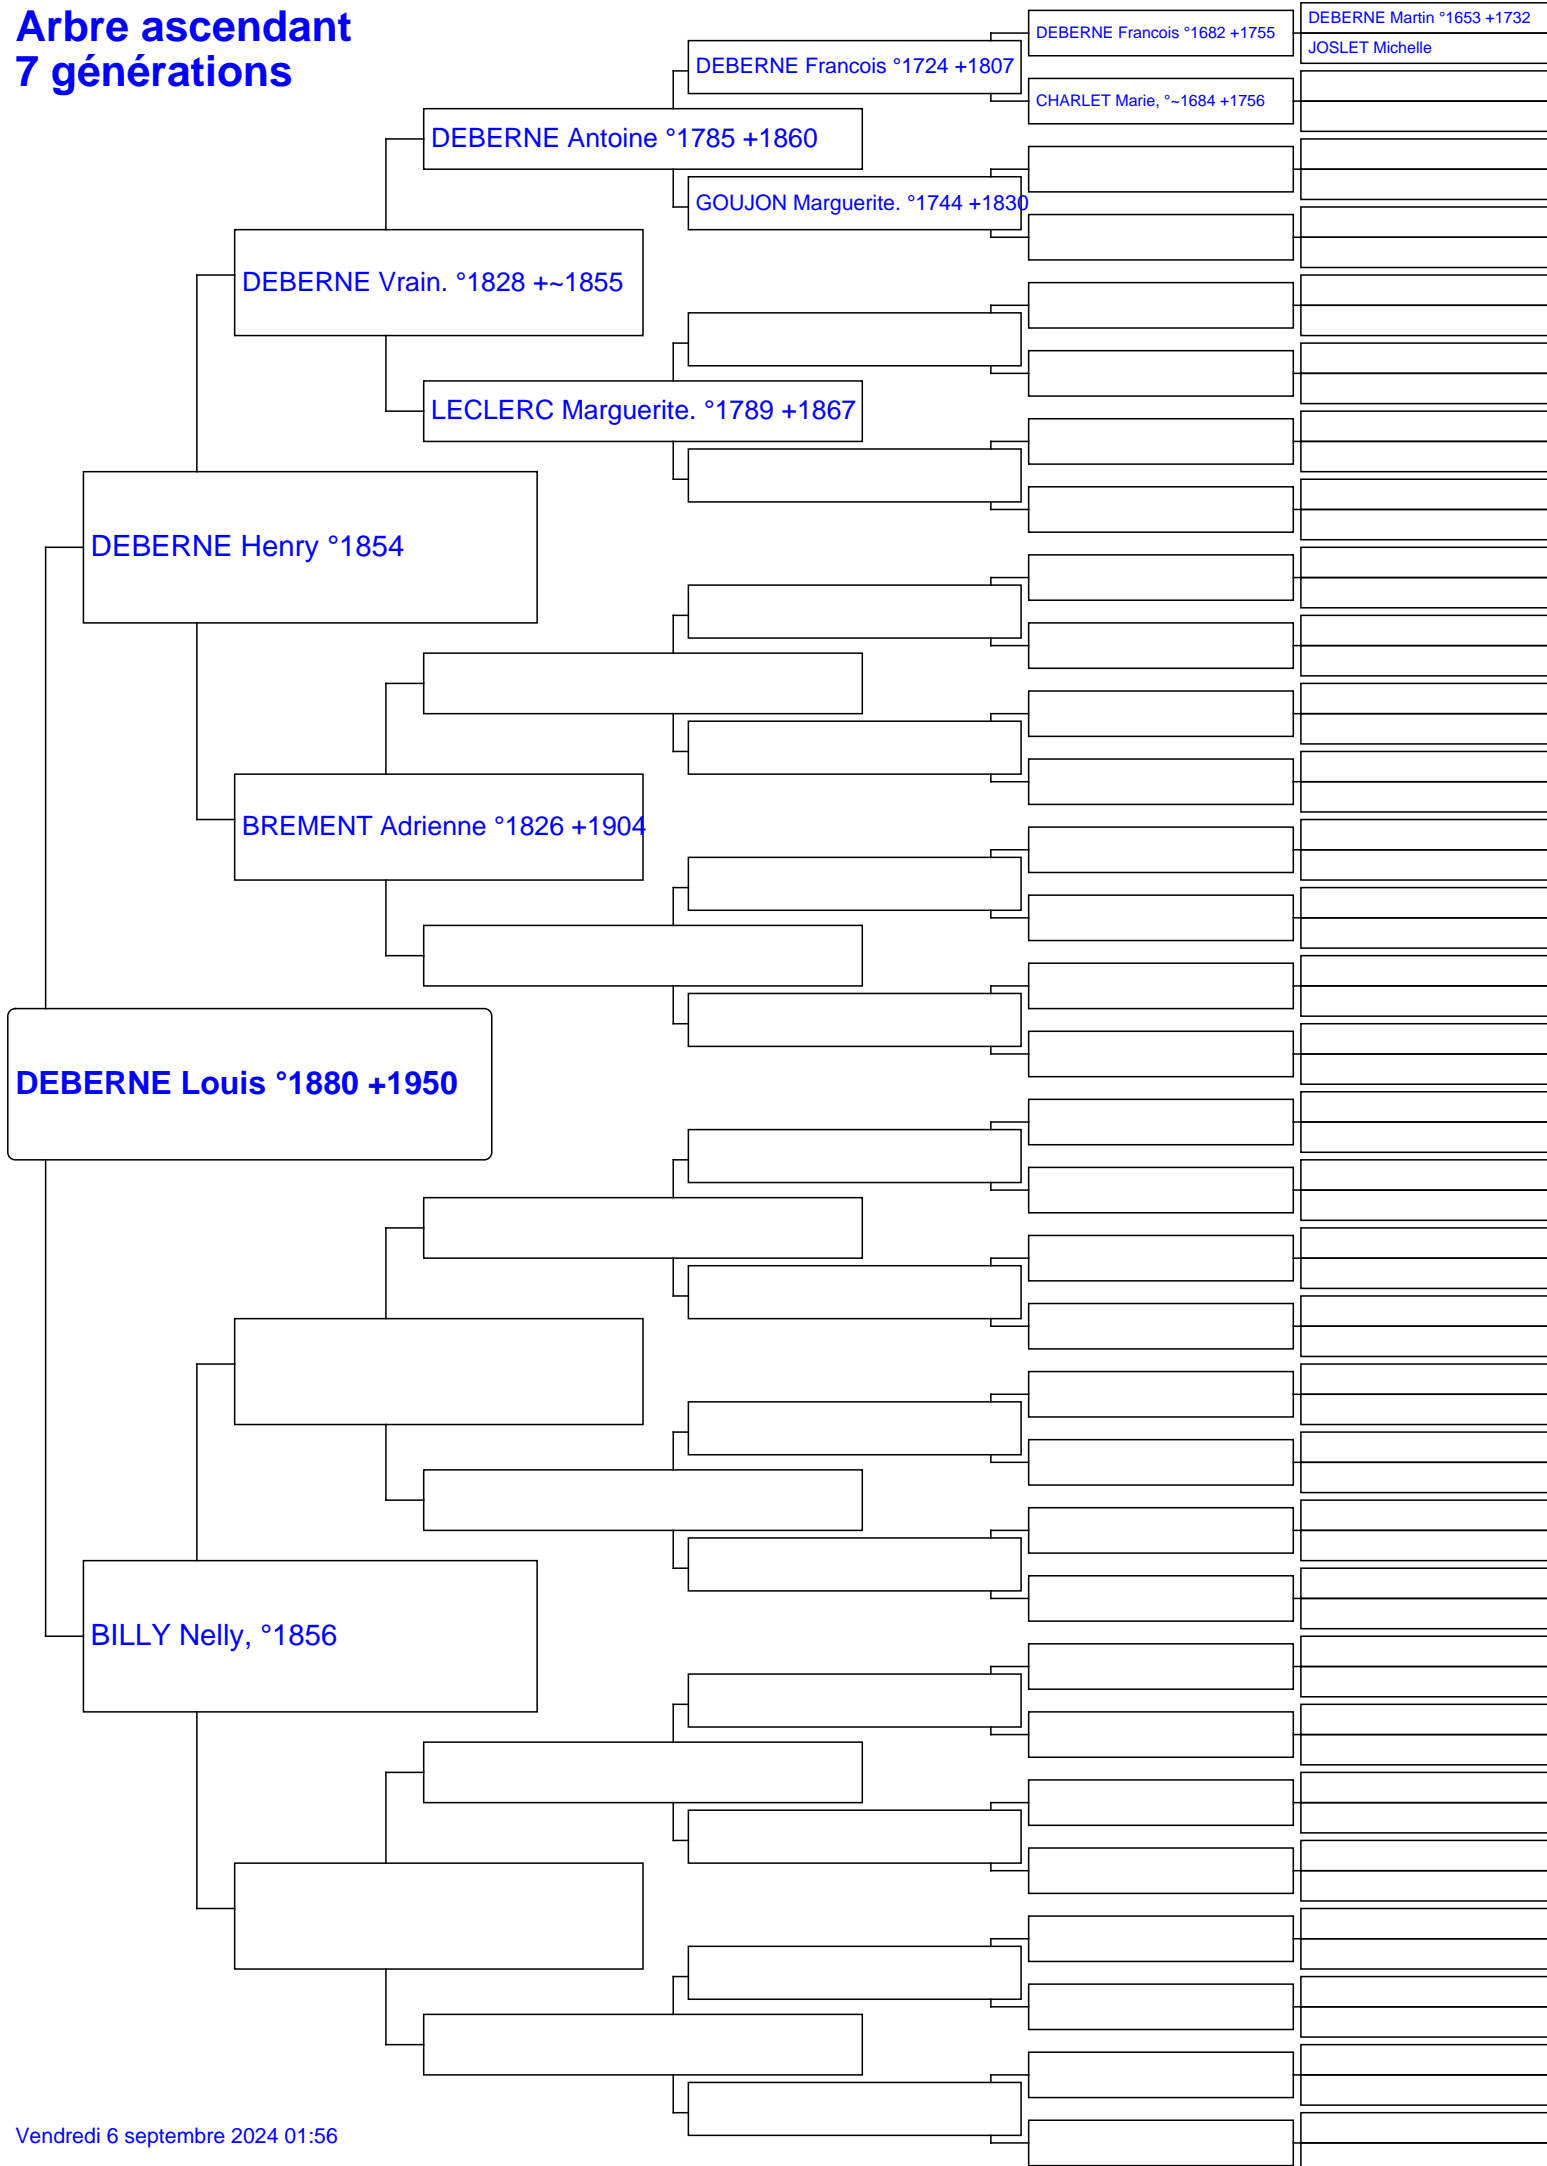 Arbre ascendant
7 générations
DEBERNE Martin °1653 +1732
DEBERNE Francois °1682 +1755
JOSLET Michelle
DEBERNE Francois °1724 +1807
CHARLET Marie, °~1684 +1756
DEBERNE Antoine °1785 +1860
GOUJON Marguerite. °1744 +1830
DEBERNE Vrain. °1828 +~1855
LECLERC Marguerite. °1789 +1867
DEBERNE Henry °1854
BREMENT Adrienne °1826 +1904
DEBERNE Louis °1880 +1950
BILLY Nelly, °1856
Vendredi 6 septembre 2024 01:56